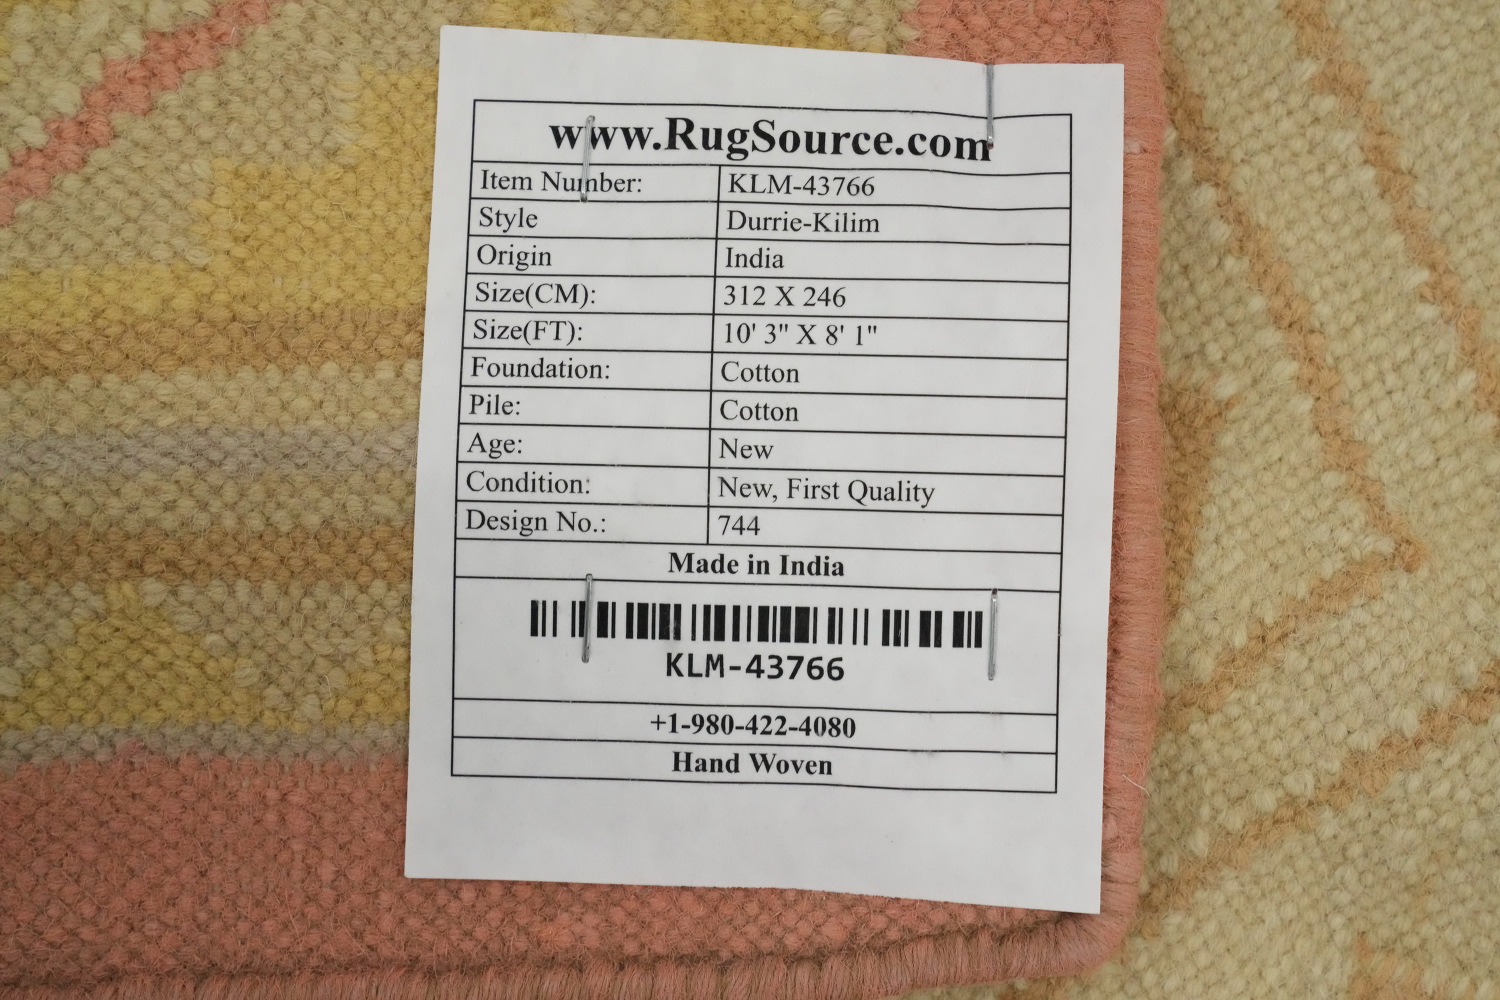 www.RugSource.com
Item Number: KLM-43766
Style Durrie-Kilim
Origin India
Size(CM): 312 X 246
Size(FT): 10' 3" X 8' 1"
Foundation: Cotton
Pile: Cotton
Age: New
Condition: New, First Quality
Design No.: 744
Made in India
KLM-43766
+1-980-422-4080
Hand Woven